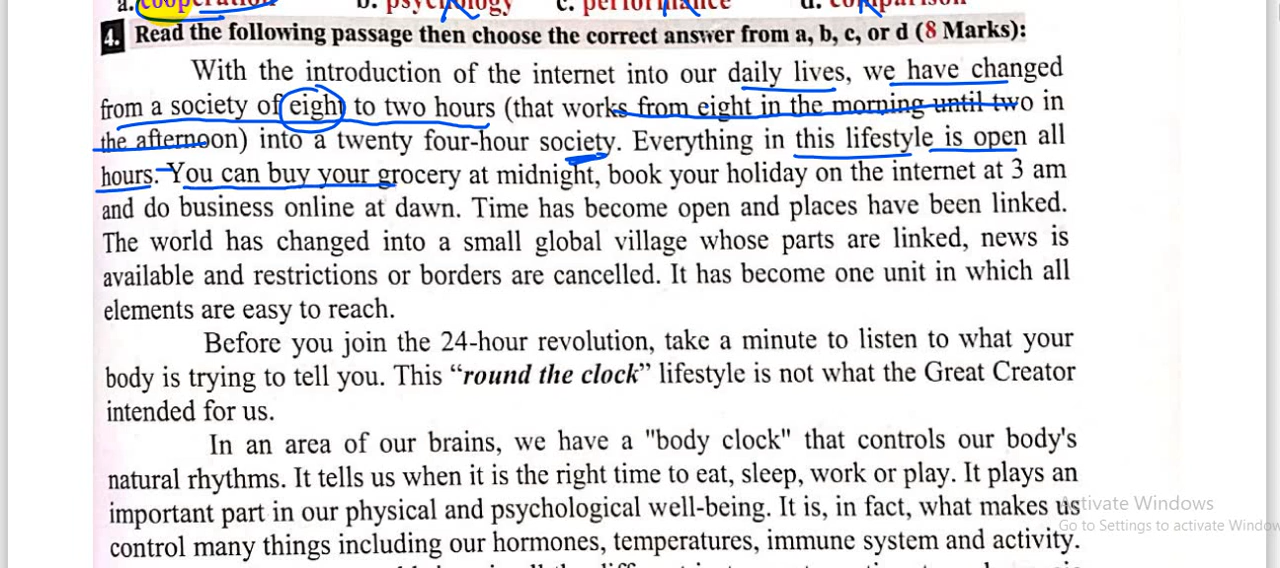 a. cooperation b. psychology c. performance d. comparison
4. Read the following passage then choose the correct answer from a, b, c, or d (8 Marks):
With the introduction of the internet into our daily lives, we have changed
from a society of eight to two hours (that works from eight in the morning until two in
the afternoon) into a twenty four-hour society. Everything in this lifestyle is open all
hours. You can buy your grocery at midnight, book your holiday on the internet at 3 am
and do business online at dawn. Time has become open and places have been linked.
The world has changed into a small global village whose parts are linked, news is
available and restrictions or borders are cancelled. It has become one unit in which all
elements are easy to reach.
Before you join the 24-hour revolution, take a minute to listen to what your
body is trying to tell you. This “round the clock” lifestyle is not what the Great Creator
intended for us.
In an area of our brains, we have a "body clock" that controls our body's
natural rhythms. It tells us when it is the right time to eat, sleep, work or play. It plays an
important part in our physical and psychological well-being. It is, in fact, what makes us
control many things including our hormones, temperatures, immune system and activity.
Activate Windows
Go to Settings to activate Window